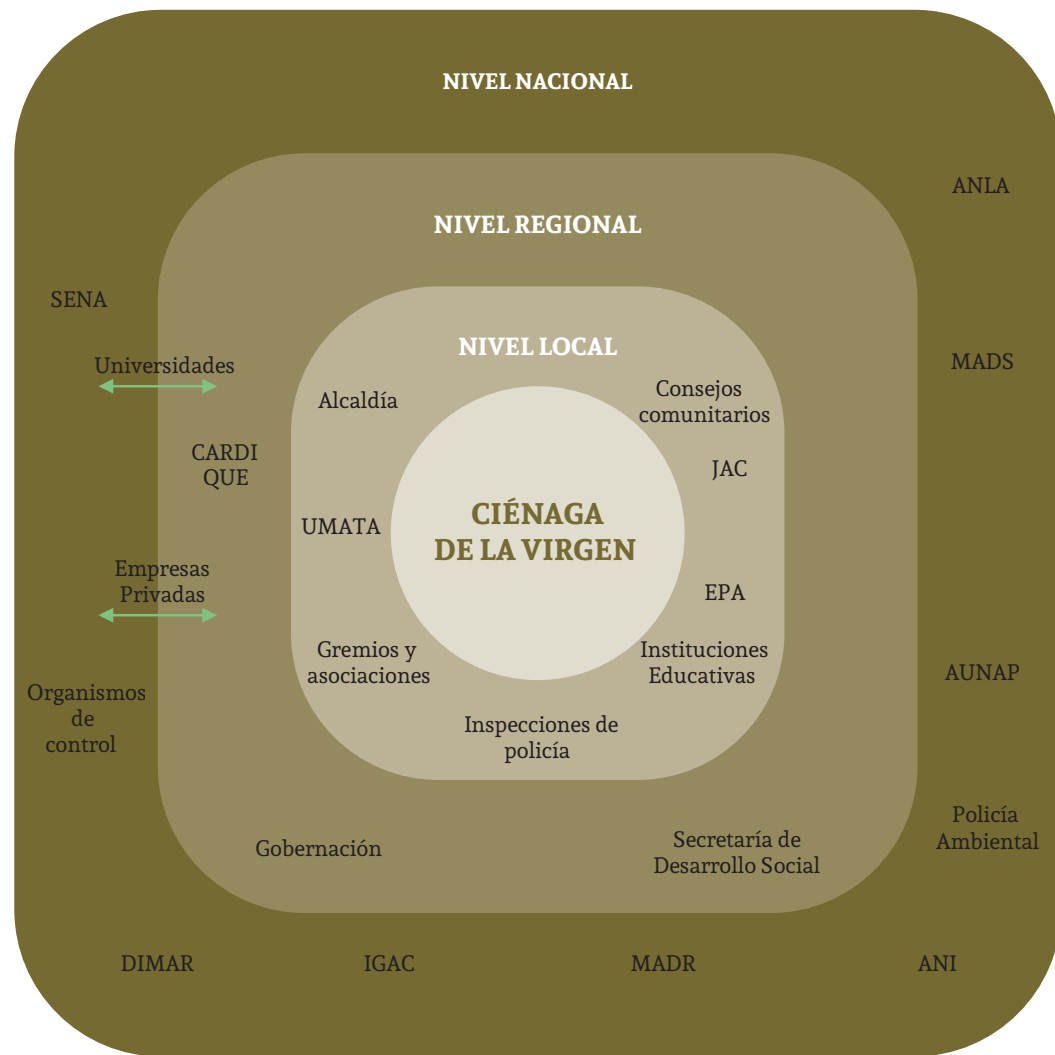 NIVEL NACIONAL
ANLA
NIVEL REGIONAL
SENA
NIVEL LOCAL
Universidades
MADS
Alcaldía
Consejos
comunitarios
CARDI
QUE
JAC
UMATA
CIÉNAGA
DE LA VIRGEN
Empresas
Privadas
EPA
Gremios y
asociaciones
Instituciones
Educativas
AUNAP
Organismos
de
control
Inspecciones de
policía
Policía
Ambiental
Gobernación
Secretaría de
Desarrollo Social
DIMAR
IGAC
MADR
ANI